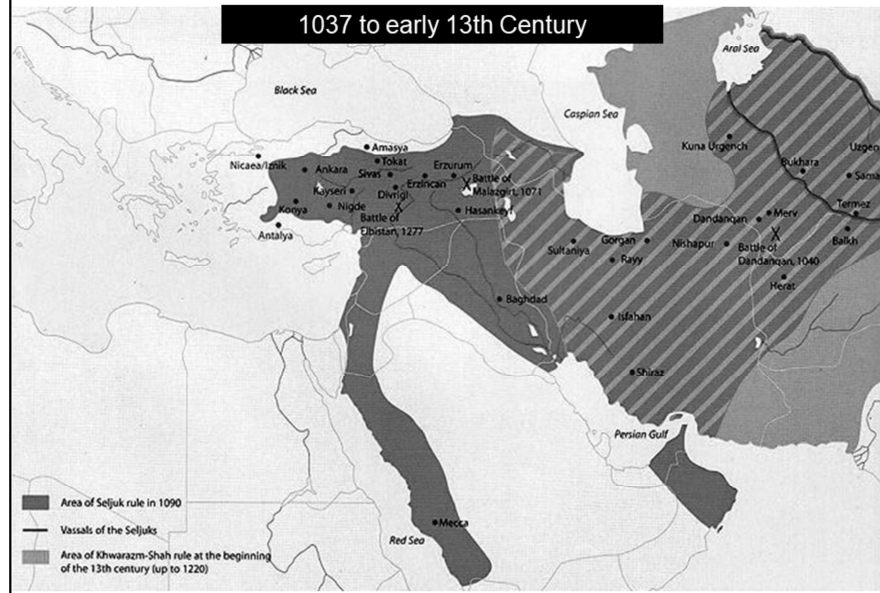 1037 to early 13th Century
Aral Sea
Black Sea
Caspian Sea
Kuna Urgench
Uzgen
Amasya
Nicaea/Iznik
Tokat
Bukhara
Ankara
Sivas
Erzurum
Sama
Erzincan
Battle of
Malazgirt, 1071
Kayseri
Divrigi
Konya
Nigde
Hasankeyf
Termez
Merv
Dandanqan
Battle of
Elbistan, 1277
Antalya
Balkh
Sultaniya
Gorgan
Nishapur
Battle of
Dandanqan, 1040
Rayy
Herat
Baghdad
Isfahan
Shiraz
Persian Gulf
Mecca
Red Sea
Area of Seljuk rule in 1090
Vassals of the Seljuks
Area of Khwarazm-Shah rule at the beginning
of the 13th century (up to 1220)